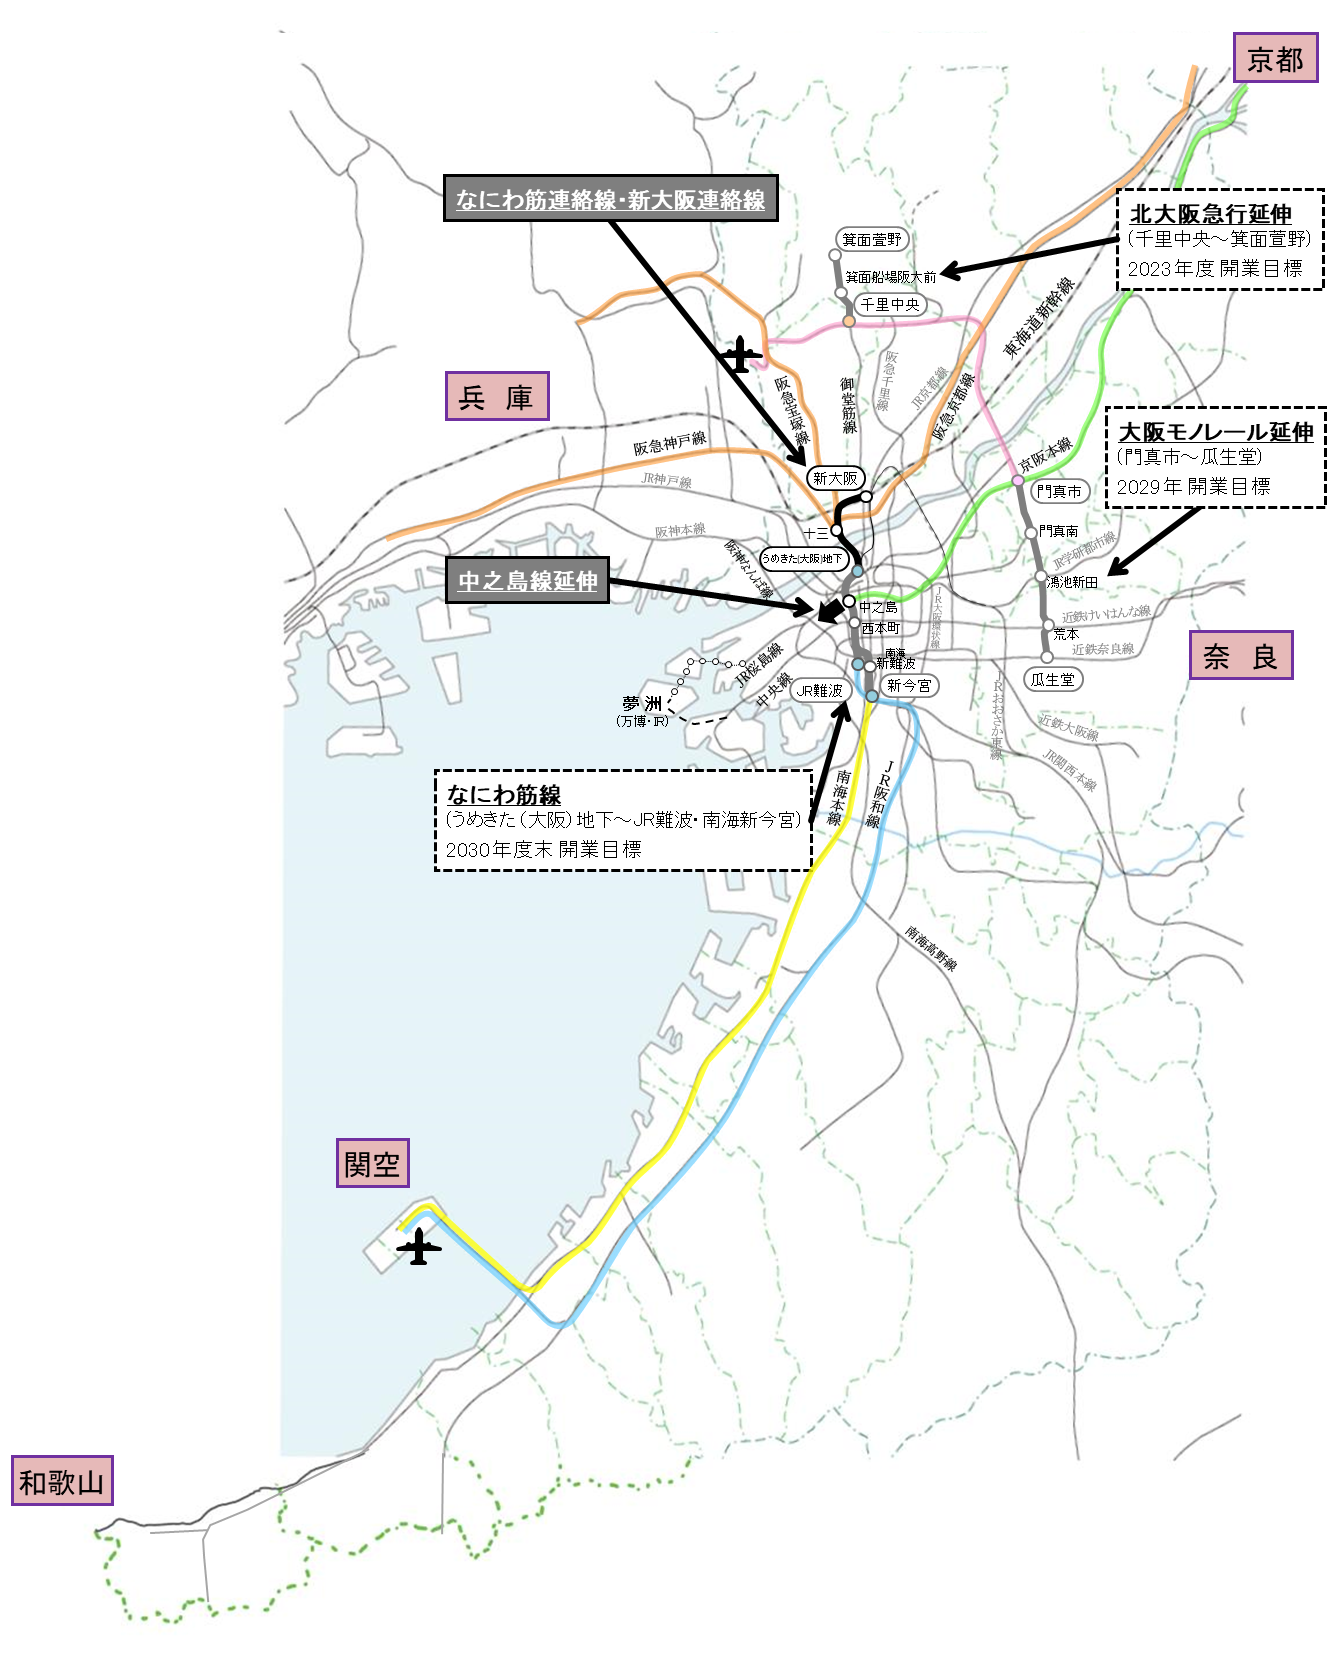 京都
なにわ筋連絡線・新大阪連絡線
北大阪急行延伸
(千里中央～箕面萱野)
2023年度開業目標
箕面萱野
箕面船場阪大前
千里中央
東海道新幹線
兵　庫
阪急宝塚線
御堂筋線
阪急千里線
JR京都線
阪急京都線
大阪モノレール延伸
(門真市～瓜生堂)
2029年開業目標
阪急神戸線
JR神戸線
新大阪
京阪本線
門真市
阪神本線
十三
門真南
阪神なんば線
うめきた(大阪)地下
JR学研都市線
中之島線延伸
鴻池新田
中之島
JR大阪環状線
近鉄けいはんな線
西本町
荒本
近鉄奈良線
奈　良
JR桜島線
南海
新難波
中央線
JR難波
新今宮
瓜生堂
夢洲
(万博・IR)
JRおおさか東線
近鉄大阪線
JR関西本線
なにわ筋線
(うめきた（大阪）地下～JR難波・南海新今宮)
2030年度末開業目標
南海本線
JR阪和線
南海高野線
関空
和歌山